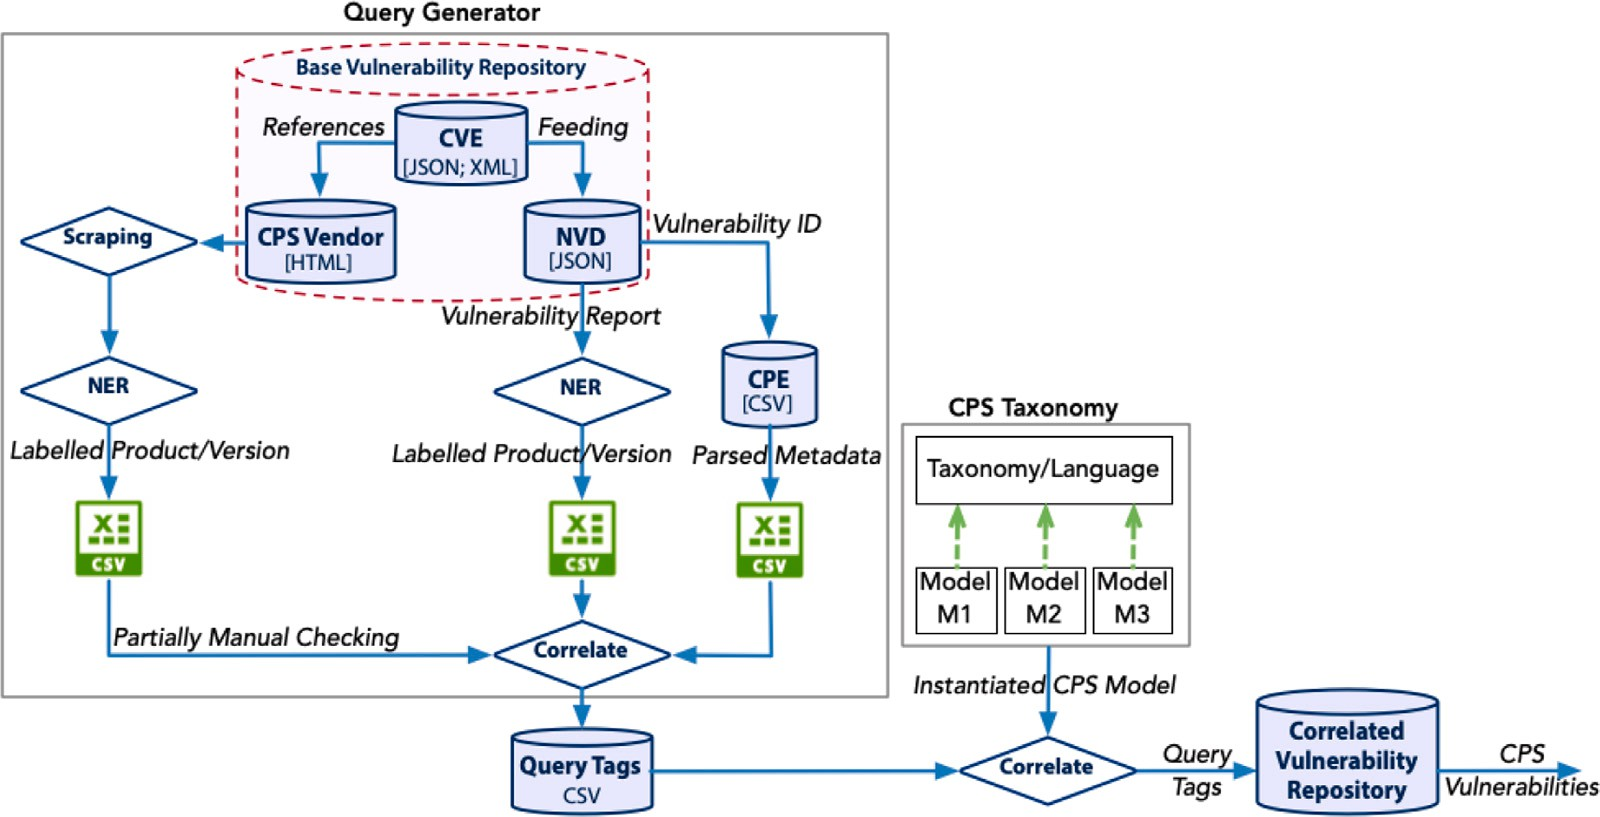 Query Generator
Base Vulnerability Repository
References
CVE
[JSON; XML]
Feeding
Scraping
CPS Vendor
[HTML]
NVD
[JSON]
Vulnerability ID
Vulnerability Report
NER
NER
CPE
[CSV]
Labelled Product/Version
Labelled Product/Version
Parsed Metadata
X
CSV
X
CSV
X
CSV
Partially Manual Checking
Correlate
Query Tags
CSV
CPS Taxonomy
Taxonomy/Language
Model
M1
Model
M2
Model
M3
Instantiated CPS Model
Correlate
Query
Tags
Correlated
Vulnerability
Repository
CPS
Vulnerabilities